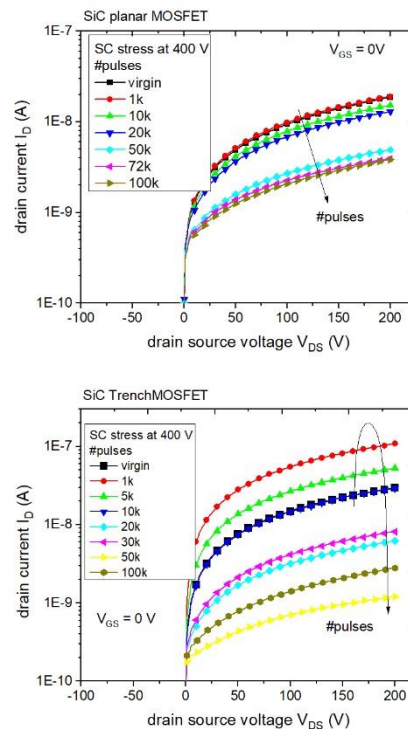 SiC planar MOSFET
SC stress at 400 V
#pulses
virgin
1k
10k
20k
50k
72k
100k
V_GS = 0V
#pulses
1E-7
1E-8
1E-9
1E-10
drain current I_D (A)
-100 -50 0 50 100 150 200
drain source voltage V_DS (V)
SiC TrenchMOSFET
SC stress at 400 V
#pulses
virgin
1k
5k
10k
20k
30k
50k
100k
V_GS = 0 V
#pulses
1E-7
1E-8
1E-9
1E-10
drain current I_D (A)
-100 -50 0 50 100 150 200
drain source voltage V_DS (V)